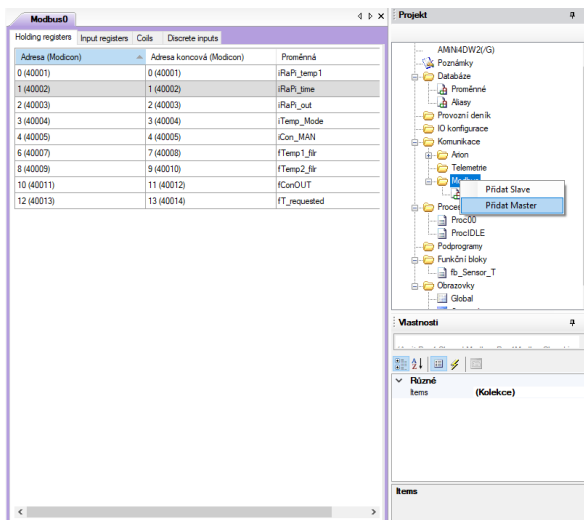 Modbus0
Holding registers Input registers Coils Discrete inputs
Adresa (Modicon) Adresa koncová (Modicon) Proměnná
0 (40001) 0 (40001) iRaPi_temp1
1 (40002) 1 (40002) iRaPi_time
2 (40003) 2 (40003) iRaPi_out
3 (40004) 3 (40004) iTemp_Mode
4 (40005) 4 (40005) iCon_MAN
6 (40007) 7 (40008) fTemp1_filr
8 (40009) 9 (40010) fTemp2_filr
10 (40011) 11 (40012) fConOUT
12 (40013) 13 (40014) fT_requested
Projekt
AMiNi4DW2(/G)
Poznámky
Databáze
Proměnné
Aliasy
Provozní deník
IO konfigurace
Komunikace
Arion
Telemetrie
Přidat Slave
Přidat Master
Proc00
ProcIDLE
Podprogramy
Funkční bloky
fb_Sensor_T
Obrazovky
Global
Vlastnosti
Různé
Items (Kolekce)
Items